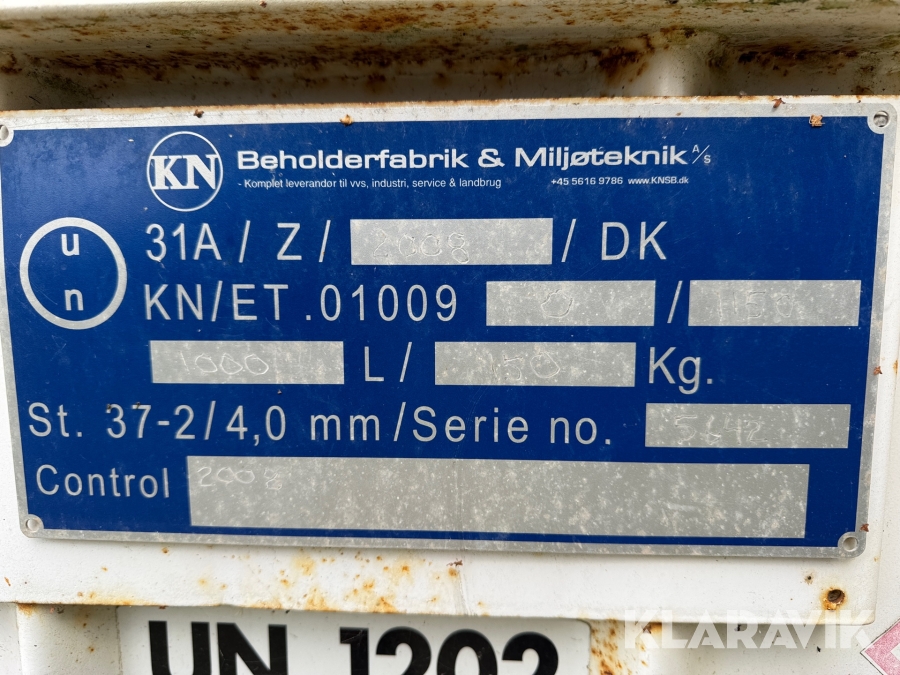 KN Beholderfabrik & Miljøteknik A/S
- Komplet leverandør til vvs, industri, service & landbrug +45 5616 9786 www.KNSB.dk
un 31A / Z / 2008 / DK
KN/ET .01009 0 /
1000 L / Kg.
St. 37-2/4,0 mm /Serie no. 5642
Control 2008
UN 1202
KLARAVIK